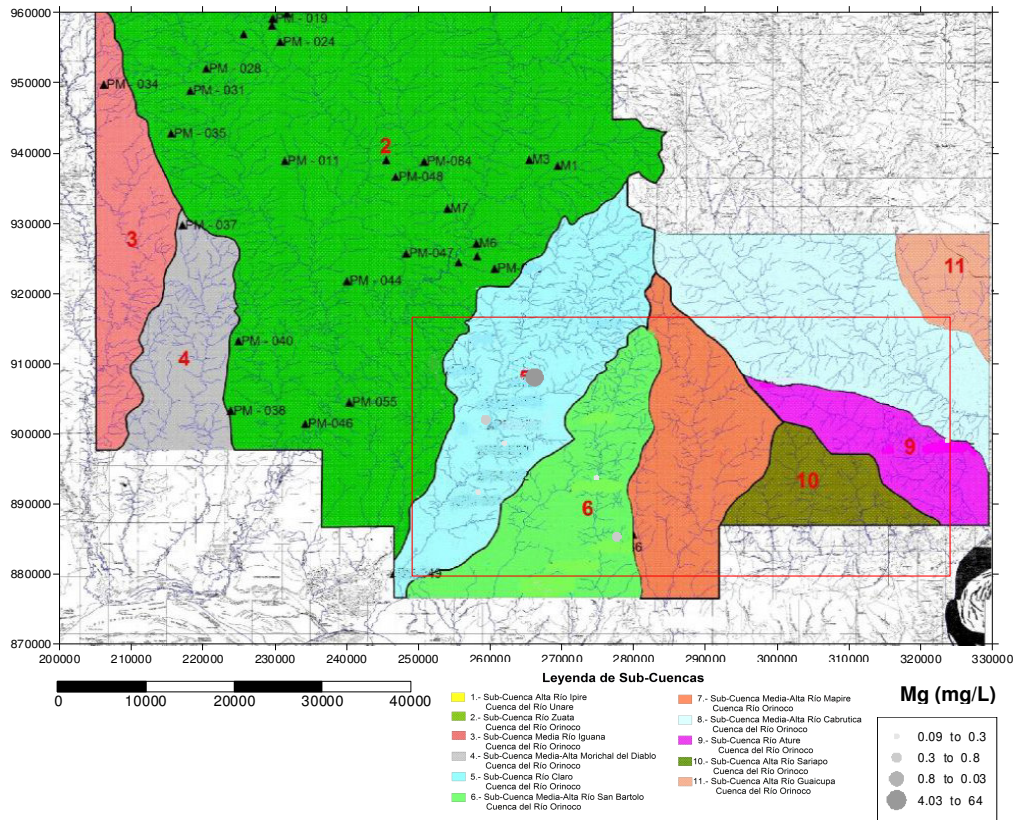 960000
PM - 019
PM - 024
950000
PM - 028
PM - 034
PM - 031
PM - 035
940000
2
PM - 011
PM-084
M3
M1
PM-048
930000
M7
PM - 037
3
M6
PM-047
11
920000
PM - 044
PM-
PM - 040
910000
4
PM-055
PM - 038
900000
PM-046
9
10
890000
6
880000
870000
200000 210000 220000 230000 240000 250000 260000 270000 280000 290000 300000 310000 320000 330000
Leyenda de Sub-Cuencas
0 10000 20000 30000 40000
1.- Sub-Cuenca Alta Río Ipire
Cuenca del Río Unare
2.- Sub-Cuenca Río Zuata
Cuenca del Río Orinoco
3.- Sub-Cuenca Media Río Iguana
Cuenca del Río Orinoco
4.- Sub-Cuenca Media-Alta Morichal del Diablo
Cuenca del Río Orinoco
5.- Sub-Cuenca Río Claro
Cuenca del Río Orinoco
6.- Sub-Cuenca Media-Alta Río San Bartolo
Cuenca del Río Orinoco
7.- Sub-Cuenca Media-Alta Río Mapire
Cuenca Río Orinoco
8.- Sub-Cuenca Media-Alta Río Cabrutica
Cuenca del Río Orinoco
9.- Sub-Cuenca Río Ature
Cuenca del Río Orinoco
10.- Sub-Cuenca Alta Río Sariapo
Cuenca del Río Orinoco
11.- Sub-Cuenca Alta Río Guaicupa
Cuenca del Río Orinoco
Mg (mg/L)
0.09 to 0.3
0.3 to 0.8
0.8 to 0.03
4.03 to 64